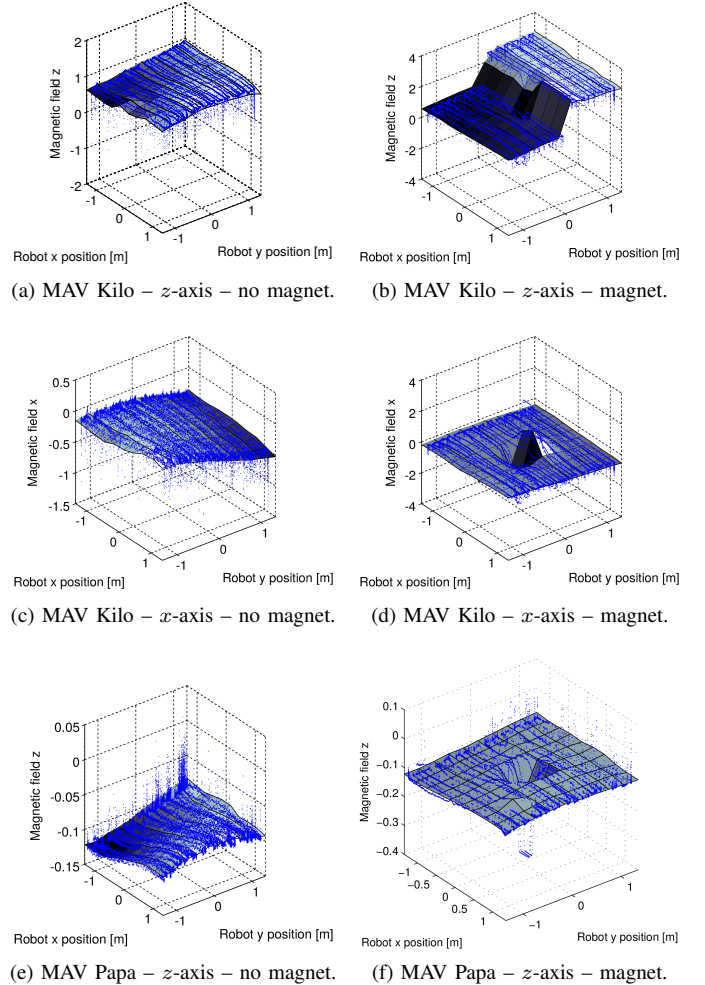 2
1
0
-1
-2
Magnetic field z
-1
0
1
-1
0
1
Robot x position [m]
Robot y position [m]
(a) MAV Kilo – z-axis – no magnet.
4
2
0
-2
-4
Magnetic field z
-1
0
1
-1
0
1
Robot x position [m]
Robot y position [m]
(b) MAV Kilo – z-axis – magnet.
0.5
0
-0.5
-1
-1.5
Magnetic field x
-1
0
1
-1
0
1
Robot x position [m]
Robot y position [m]
(c) MAV Kilo – x-axis – no magnet.
4
2
0
-2
-4
Magnetic field x
-1
0
1
-1
0
1
Robot x position [m]
Robot y position [m]
(d) MAV Kilo – x-axis – magnet.
0.05
0
-0.05
-0.1
-0.15
Magnetic field z
-1
0
1
-1
0
1
Robot x position [m]
Robot y position [m]
(e) MAV Papa – z-axis – no magnet.
0.1
0
−0.1
−0.2
−0.3
−0.4
Magnetic field z
−1
−0.5
0
0.5
1
−1
0
1
Robot x position [m]
Robot y position [m]
(f) MAV Papa – z-axis – magnet.